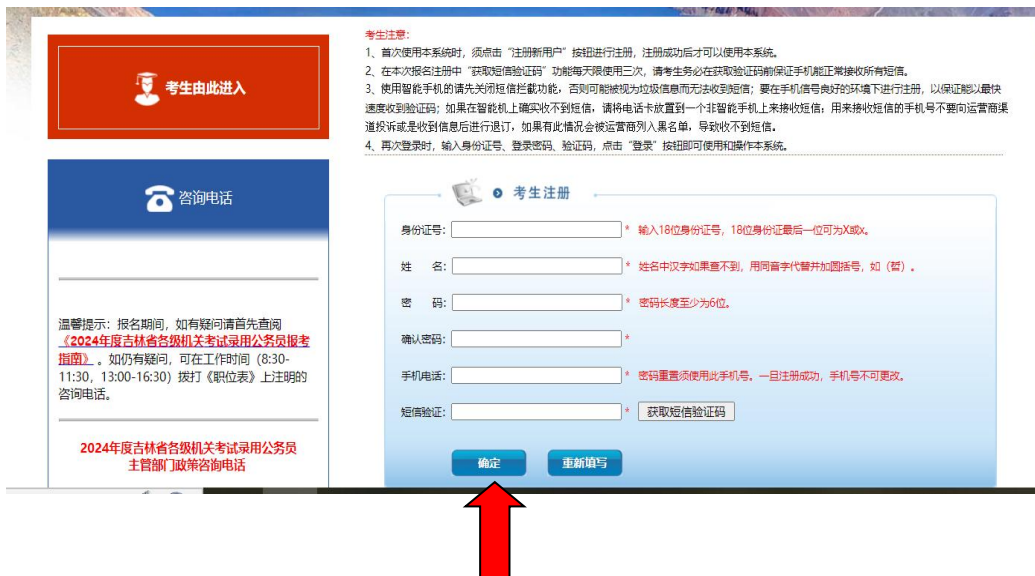 考生由此进入
咨询电话
温馨提示：报名期间，如有疑问请首先查阅
《2024年度吉林省各级机关考试录用公务员报考
指南》 。如仍有疑问，可在工作时间（8:30-
11:30，13:00-16:30）拨打《职位表》上注明的
咨询电话。
2024年度吉林省各级机关考试录用公务员
主管部门政策咨询电话
考生注意：
1、首次使用本系统时，须点击“注册新用户”按钮进行注册，注册成功后才可以使用本系统。
2、在本次报名注册中“获取短信验证码”功能每天限使用三次，请考生务必在获取验证码前保证手机能正常接收所有短信。
3、使用智能手机的请先关闭短信拦截功能，否则可能被视为垃圾信息而无法收到短信；要在手机信号良好的环境下进行注册，以保证能以最快
速度收到验证码；如果在智能机上确实收不到短信，请将电话卡放置到一个非智能手机上来接收短信；用来接收短信的手机号不要向运营商渠
道投诉或是收到信息后进行退订，如果有此情况会被运营商列入黑名单，导致收不到短信。
4、再次登录时，输入身份证号、登录密码、验证码，点击“登录”按钮即可使用和操作本系统。
考生注册
身份证号： * 输入18位身份证号，18位身份证最后一位可为X或x。
姓 名： * 姓名中汉字如果查不到，用同音字代替并加圆括号，如（哲）。
密 码： * 密码长度至少为6位。
确认密码： *
手机电话： * 密码重置须使用此手机号。一旦注册成功，手机号不可更改。
短信验证： * 获取短信验证码
确定 重新填写